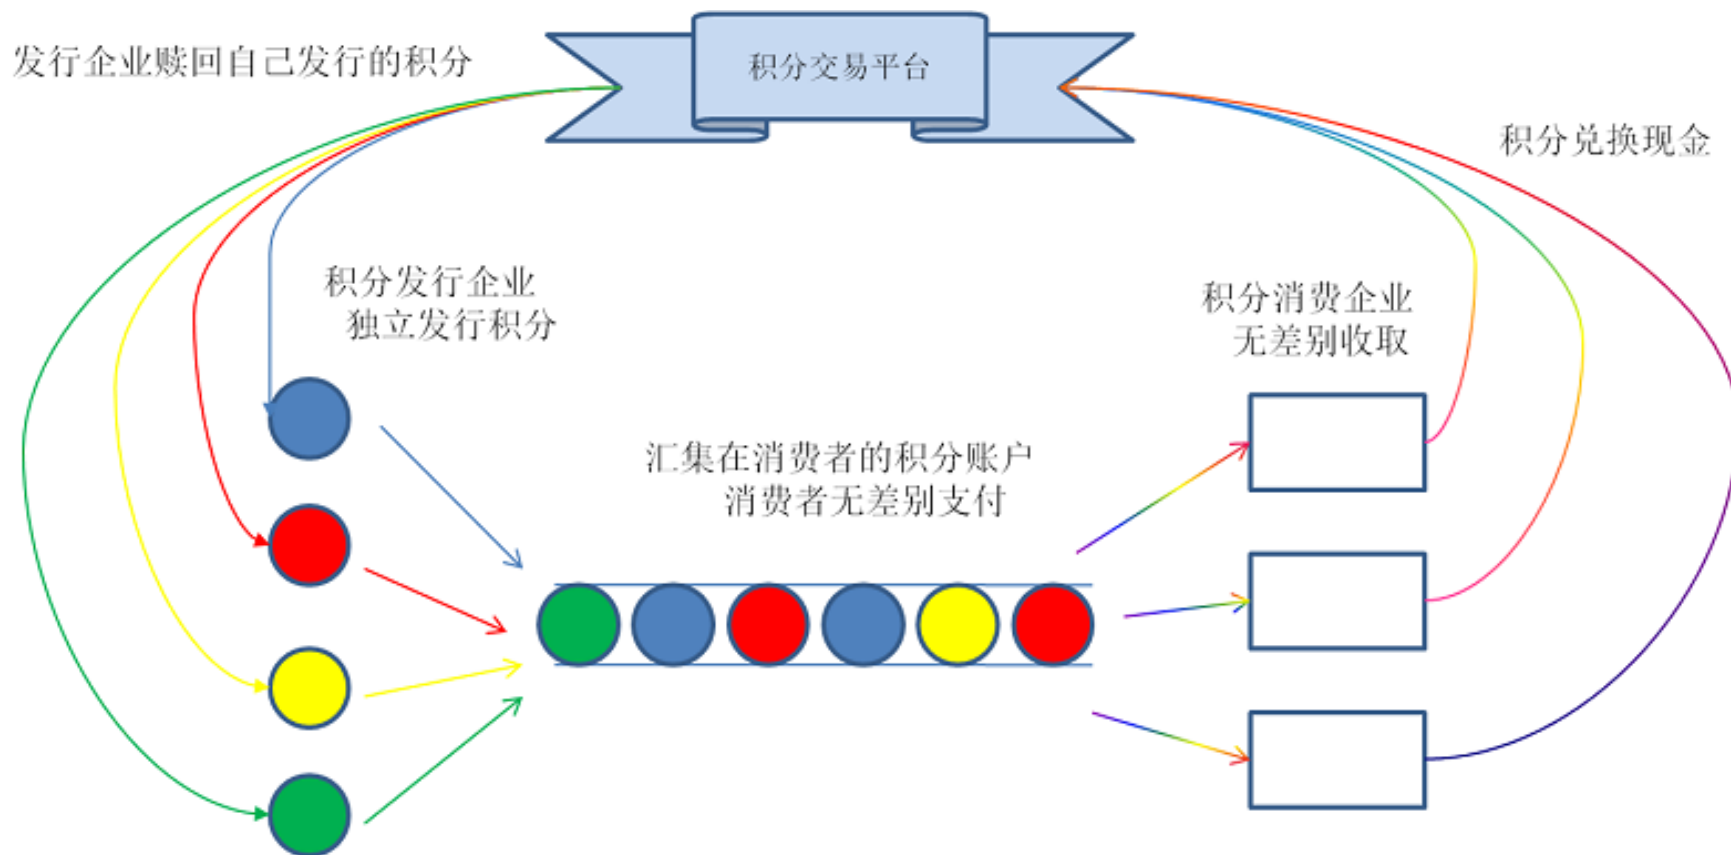 发行企业赎回自己发行的积分
积分交易平台
积分兑换现金
积分发行企业
独立发行积分
积分消费企业
无差别收取
汇集在消费者的积分账户
消费者无差别支付